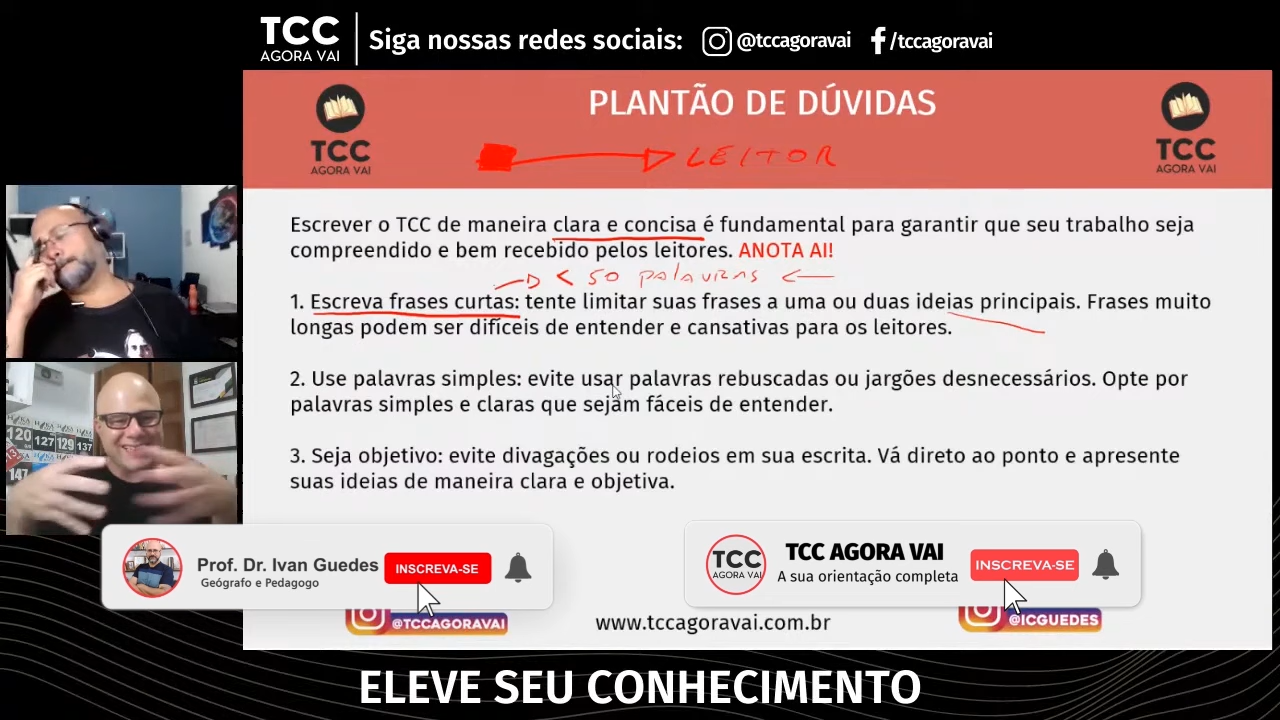 TCC
AGORA VAI
Siga nossas redes sociais:
@tccagoravai
/tccagoravai
PLANTÃO DE DÚVIDAS
TCC
AGORA VAI
LEITOR
TCC
AGORA VAI
Escrever o TCC de maneira clara e concisa é fundamental para garantir que seu trabalho seja
compreendido e bem recebido pelos leitores. ANOTA AI!
< 50 palavras
1. Escreva frases curtas: tente limitar suas frases a uma ou duas ideias principais. Frases muito
longas podem ser difíceis de entender e cansativas para os leitores.
2. Use palavras simples: evite usar palavras rebuscadas ou jargões desnecessários. Opte por
palavras simples e claras que sejam fáceis de entender.
3. Seja objetivo: evite divagações ou rodeios em sua escrita. Vá direto ao ponto e apresente
suas ideias de maneira clara e objetiva.
120
127
129
137
147
Prof. Dr. Ivan Guedes
Geógrafo e Pedagogo
INSCREVA-SE
TCC
AGORA VAI
TCC AGORA VAI
A sua orientação completa
INSCREVA-SE
@TCCAGORAVAI
www.tccagoravai.com.br
@ICGUEDES
ELEVE SEU CONHECIMENTO